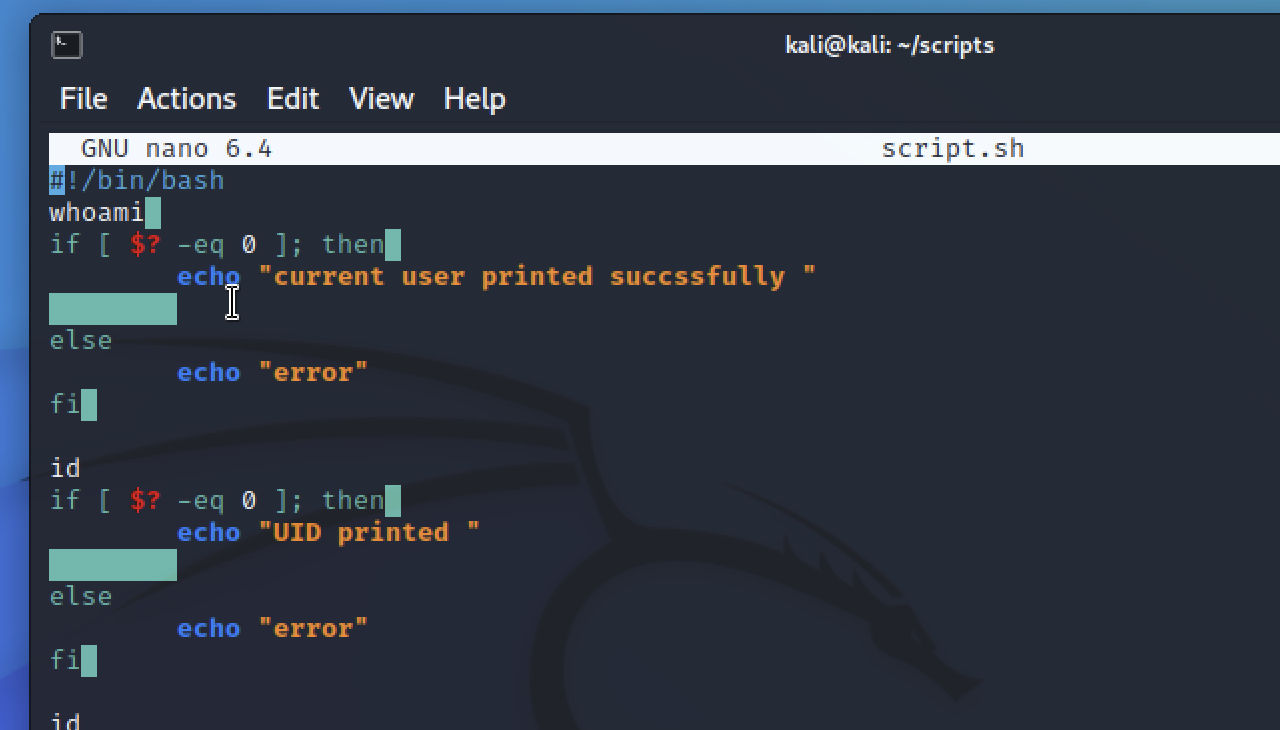 kali@kali: ~/scripts
File Actions Edit View Help
GNU nano 6.4 script.sh
#!/bin/bash
whoami
if [ $? -eq 0 ]; then
echo "current user printed succssfully "
else
echo "error"
fi
id
if [ $? -eq 0 ]; then
echo "UID printed "
else
echo "error"
fi
id